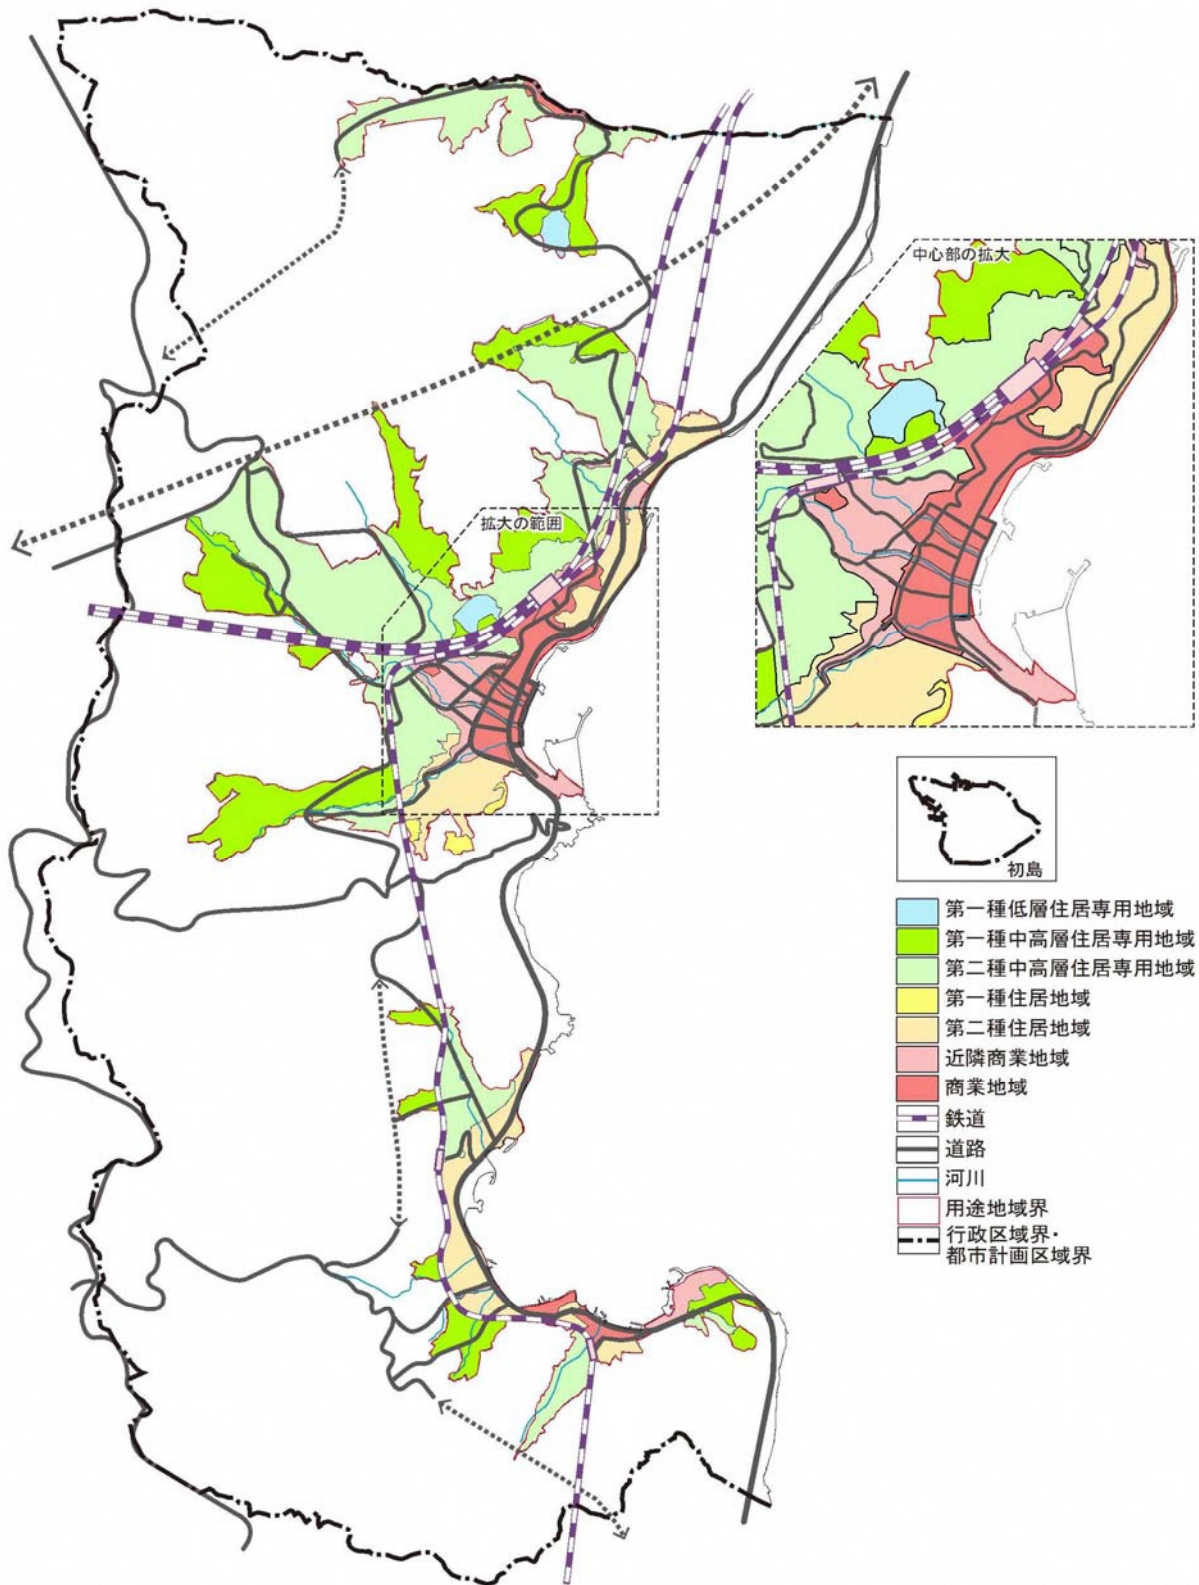 中心部の拡大
拡大の範囲
初島
第一種低層住居専用地域
第一種中高層住居専用地域
第二種中高層住居専用地域
第一種住居地域
第二種住居地域
近隣商業地域
商業地域
鉄道
道路
河川
用途地域界
行政区域界・
都市計画区域界